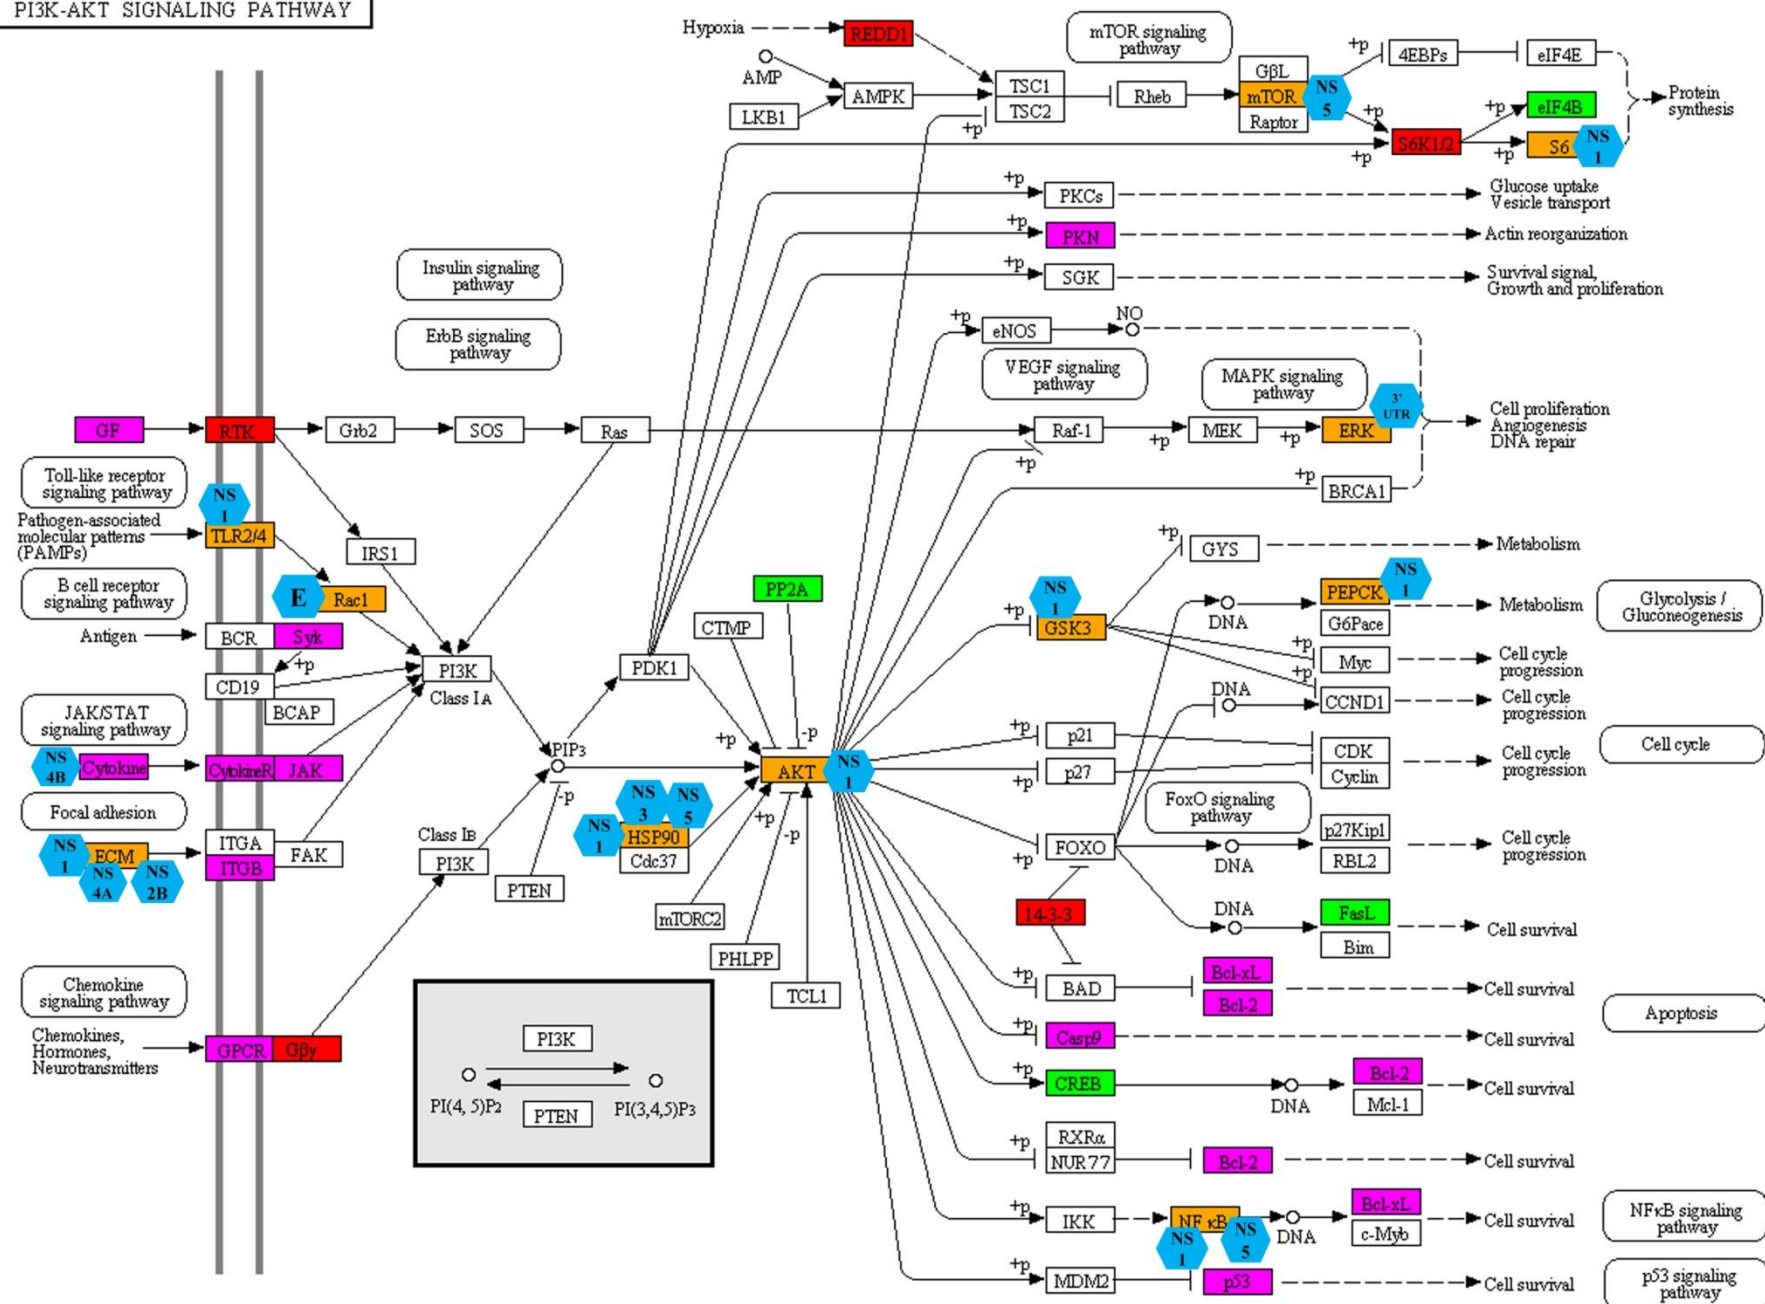 PI3K-AKT SIGNALING PATHWAY
Hypoxia
REDD1
AMP
LKB1
AMPK
TSC1
TSC2
+p
Rheb
mTOR signaling
pathway
GβL
mTOR
Raptor
NS
5
+p
4EBPs
eIF4E
+p
S6K1/2
+p
+p
eIF4B
+p
S6
NS
1
Protein
synthesis
+p
PKCs
Glucose uptake
Vesicle transport
+p
PKN
Actin reorganization
+p
SGK
Survival signal,
Growth and proliferation
Insulin signaling
pathway
ErbB signaling
pathway
+p
eNOS
NO
VEGF signaling
pathway
MAPK signaling
pathway
3'
UTR
GF
RTK
Grb2
SOS
Ras
Raf-1
+p
+p
MEK
+p
ERK
Cell proliferation
Angiogenesis
DNA repair
+p
BRCA1
Toll-like receptor
signaling pathway
NS
1
Pathogen-associated
molecular patterns
(PAMPs)
TLR2/4
IRS1
B cell receptor
signaling pathway
E
Rac1
Antigen
BCR
Syk
+p
CD19
BCAP
PI3K
Class IA
PDK1
CTMP
PP2A
+p
GYS
Metabolism
NS
1
+p
GSK3
DNA
PEPCK
NS
1
G6Pace
Metabolism
Glycolysis /
Gluconeogenesis
+p
Myc
Cell cycle
progression
+p
DNA
CCND1
Cell cycle
progression
JAK/STAT
signaling pathway
NS
4B
Cytokine
CytokineR
JAK
PIP3
-p
+p
-p
AKT
NS
1
+p
p21
+p
p27
CDK
Cyclin
Cell cycle
progression
Cell cycle
Focal adhesion
NS
1
ECM
NS
4A
NS
2B
ITGA
ITGB
FAK
Class IB
PI3K
PTEN
NS
3
NS
5
NS
1
HSP90
Cdc37
+p
-p
mTORC2
PHLPP
TCL1
FoxO signaling
pathway
+p
FOXO
DNA
p27Kip1
RBL2
Cell cycle
progression
14-3-3
DNA
FasL
Bim
Cell survival
Chemokine
signaling pathway
Chemokines,
Hormones,
Neurotransmitters
GPCR
Gβγ
PI3K
PI(4, 5)P2
PI(3,4,5)P3
PTEN
+p
BAD
Bcl-xL
Bcl-2
Cell survival
Apoptosis
+p
Casp9
Cell survival
+p
CREB
DNA
Bcl-2
Mcl-1
Cell survival
+p
RXRα
NUR77
Bcl-2
Cell survival
+p
IKK
NFκB
NS
1
NS
5
DNA
Bcl-xL
c-Myb
Cell survival
NFκB signaling
pathway
+p
MDM2
p53
Cell survival
p53 signaling
pathway